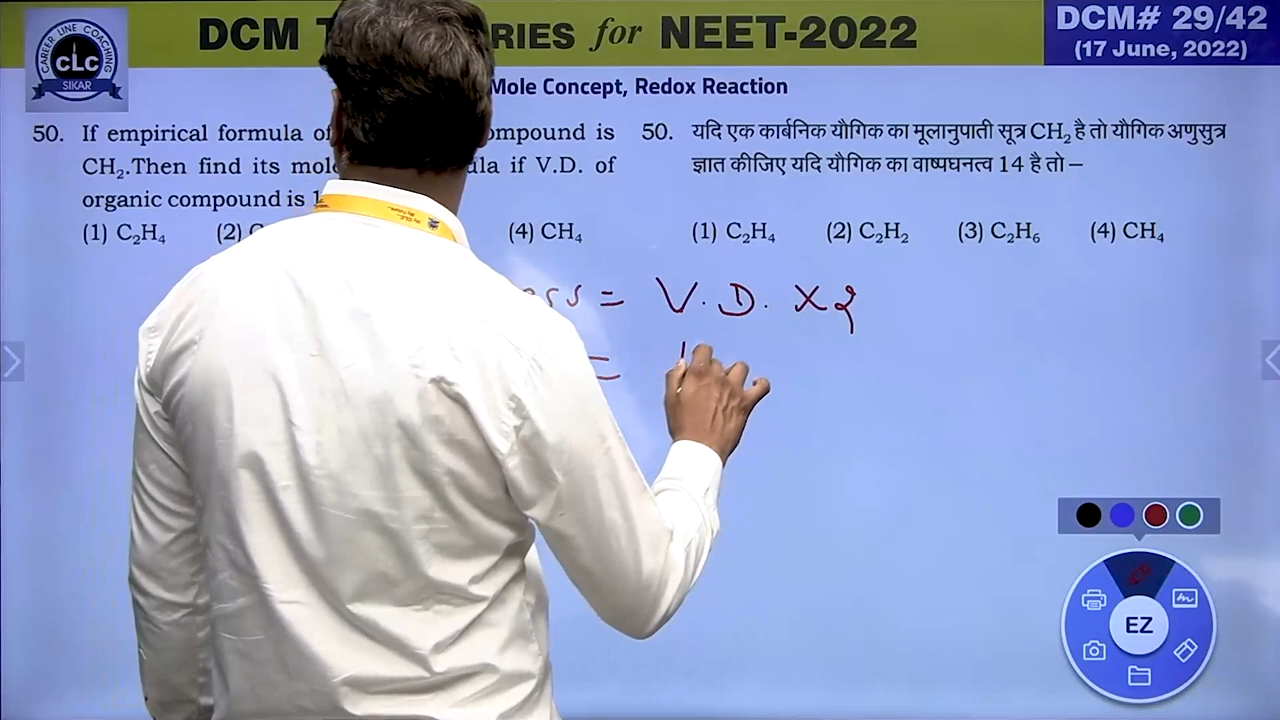 DCM T RIES for NEET-2022
DCM# 29/42
(17 June, 2022)
CAREER LINE COACHING
CLC
SIKAR
Mole Concept, Redox Reaction
50. If empirical formula of ompound is
CH₂.Then find its mole ula if V.D. of
organic compound is 1
(1) C₂H₄ (2) (4) CH₄
50. यदि एक कार्बनिक यौगिक का मूलानुपाती सूत्र CH₂ है तो यौगिक अणुसुत्र
ज्ञात कीजिए यदि यौगिक का वाष्पघनत्व 14 है तो –
(1) C₂H₄ (2) C₂H₂ (3) C₂H₆ (4) CH₄
= V.D. X2
=
EZ